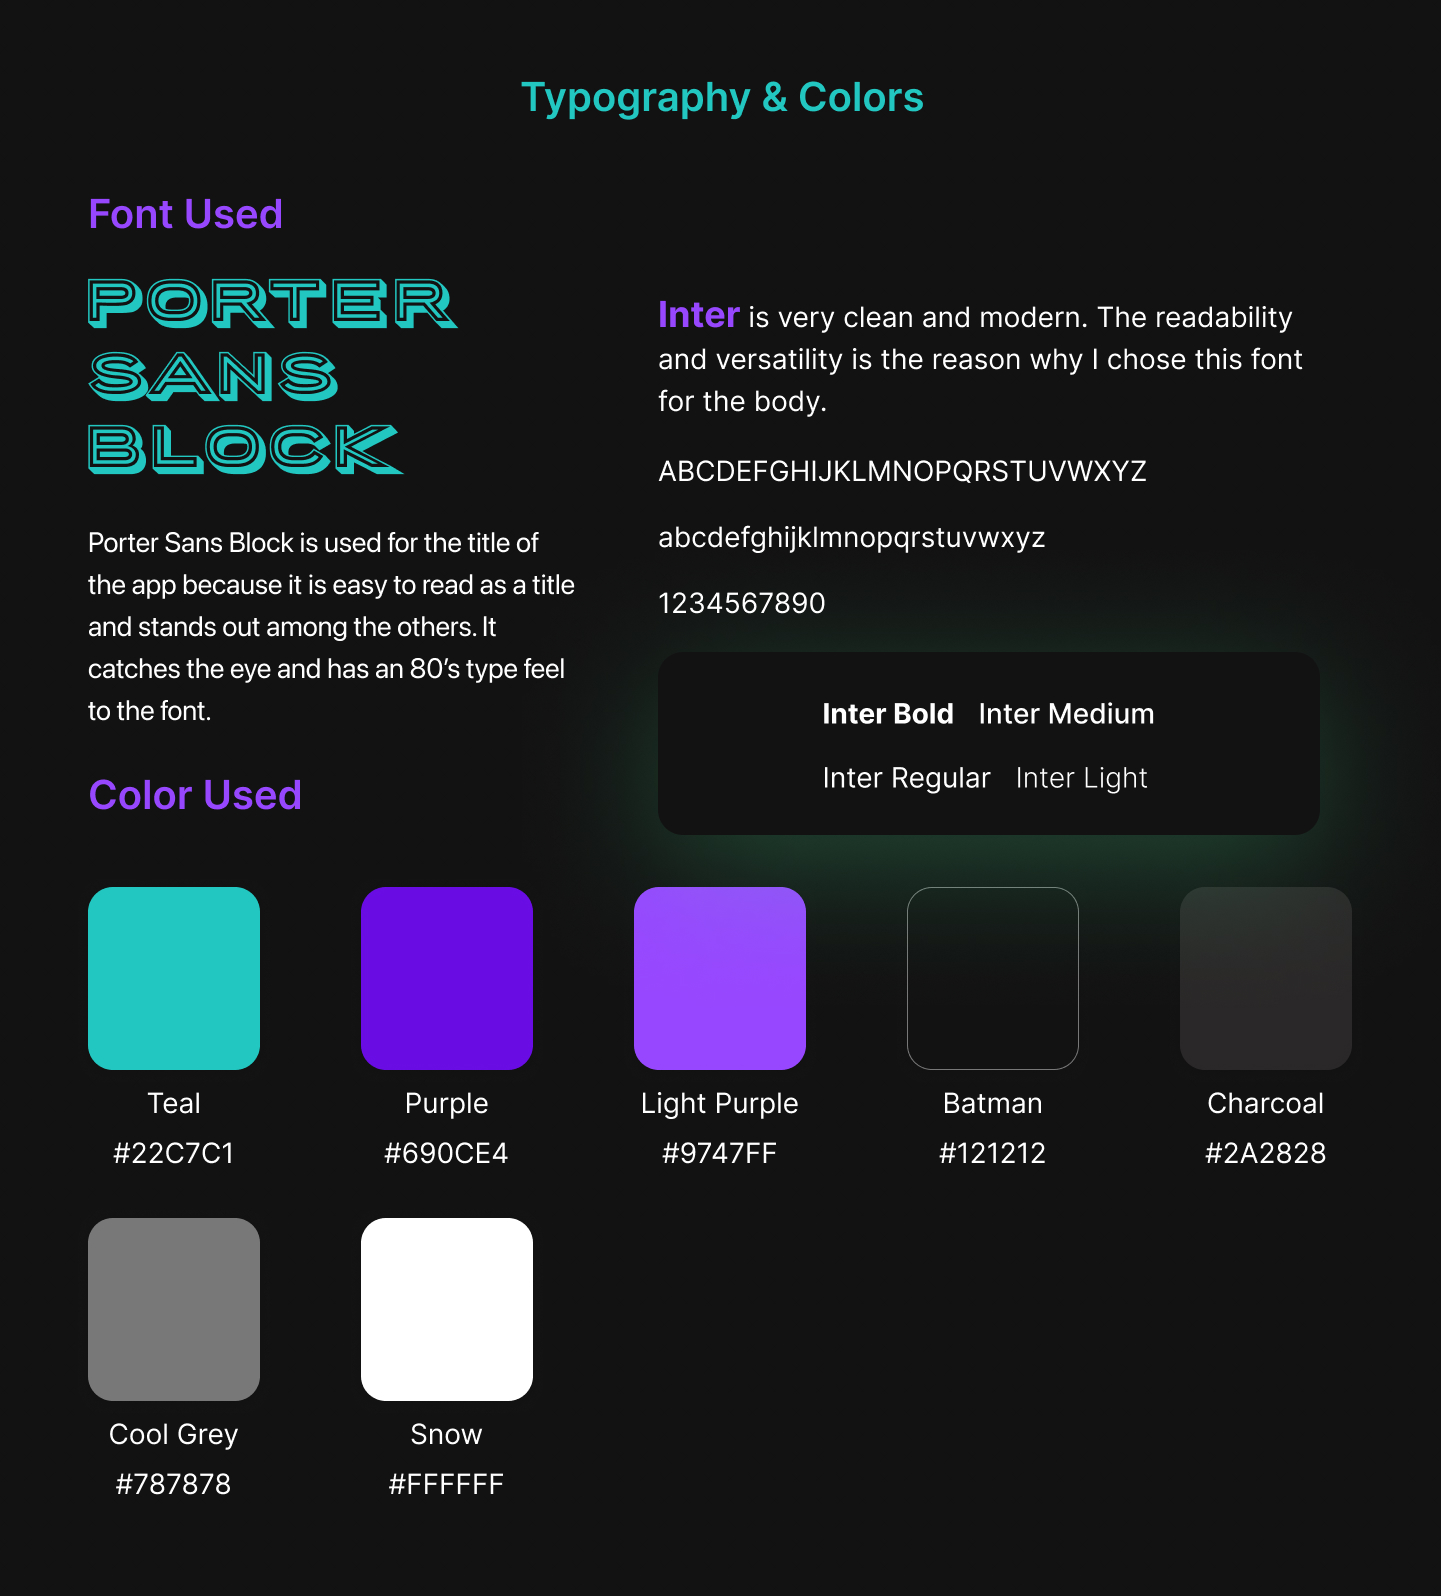 Typography & Colors
Font Used
PORTER
SANS
BLOCK
Porter Sans Block is used for the title of
the app because it is easy to read as a title
and stands out among the others. It
catches the eye and has an 80’s type feel
to the font.
Inter is very clean and modern. The readability
and versatility is the reason why I chose this font
for the body.
ABCDEFGHIJKLMNOPQRSTUVWXYZ
abcdefghijklmnopqrstuvwxyz
1234567890
Inter Bold Inter Medium
Inter Regular Inter Light
Color Used
Teal Purple Light Purple Batman Charcoal
#22C7C1 #690CE4 #9747FF #121212 #2A2828
Cool Grey Snow
#787878 #FFFFFF